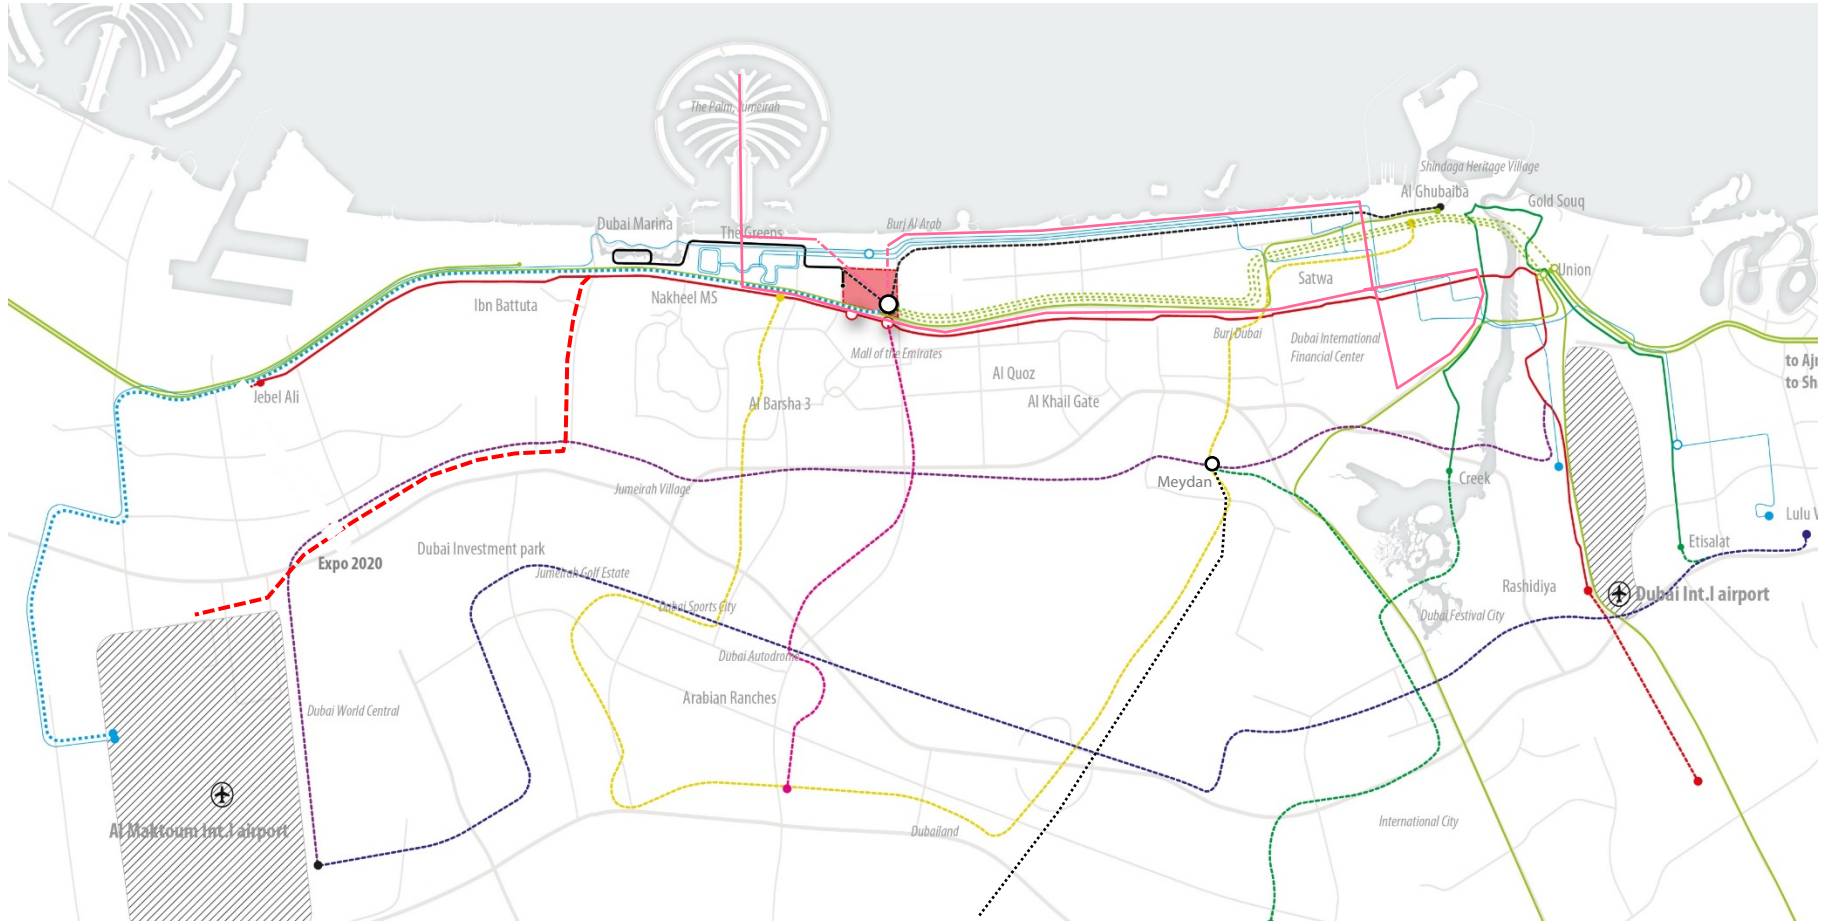 The Palm, Jumeirah
Shindaga Heritage Village
Al Ghubaiba
Gold Souq
Dubai Marina
The Greens
Burj Al Arab
Union
Satwa
Ibn Battuta
Nakheel MS
Burj Dubai
Dubai International
Financial Center
Mall of the Emirates
to Aj
to Sh
Al Quoz
Jebel Ali
Al Barsha 3
Al Khail Gate
Meydan
Creek
Jumeirah Village
Lulu V
Etisalat
Dubai Investment park
Expo 2020
Jumeirah Golf Estate
Rashidiya
Dubai Int.l airport
Dubai Sports City
Dubai Festival City
Dubai Autodrome
Arabian Ranches
Dubai World Central
Al Maktoum Int.l airport
Dubailand
International City